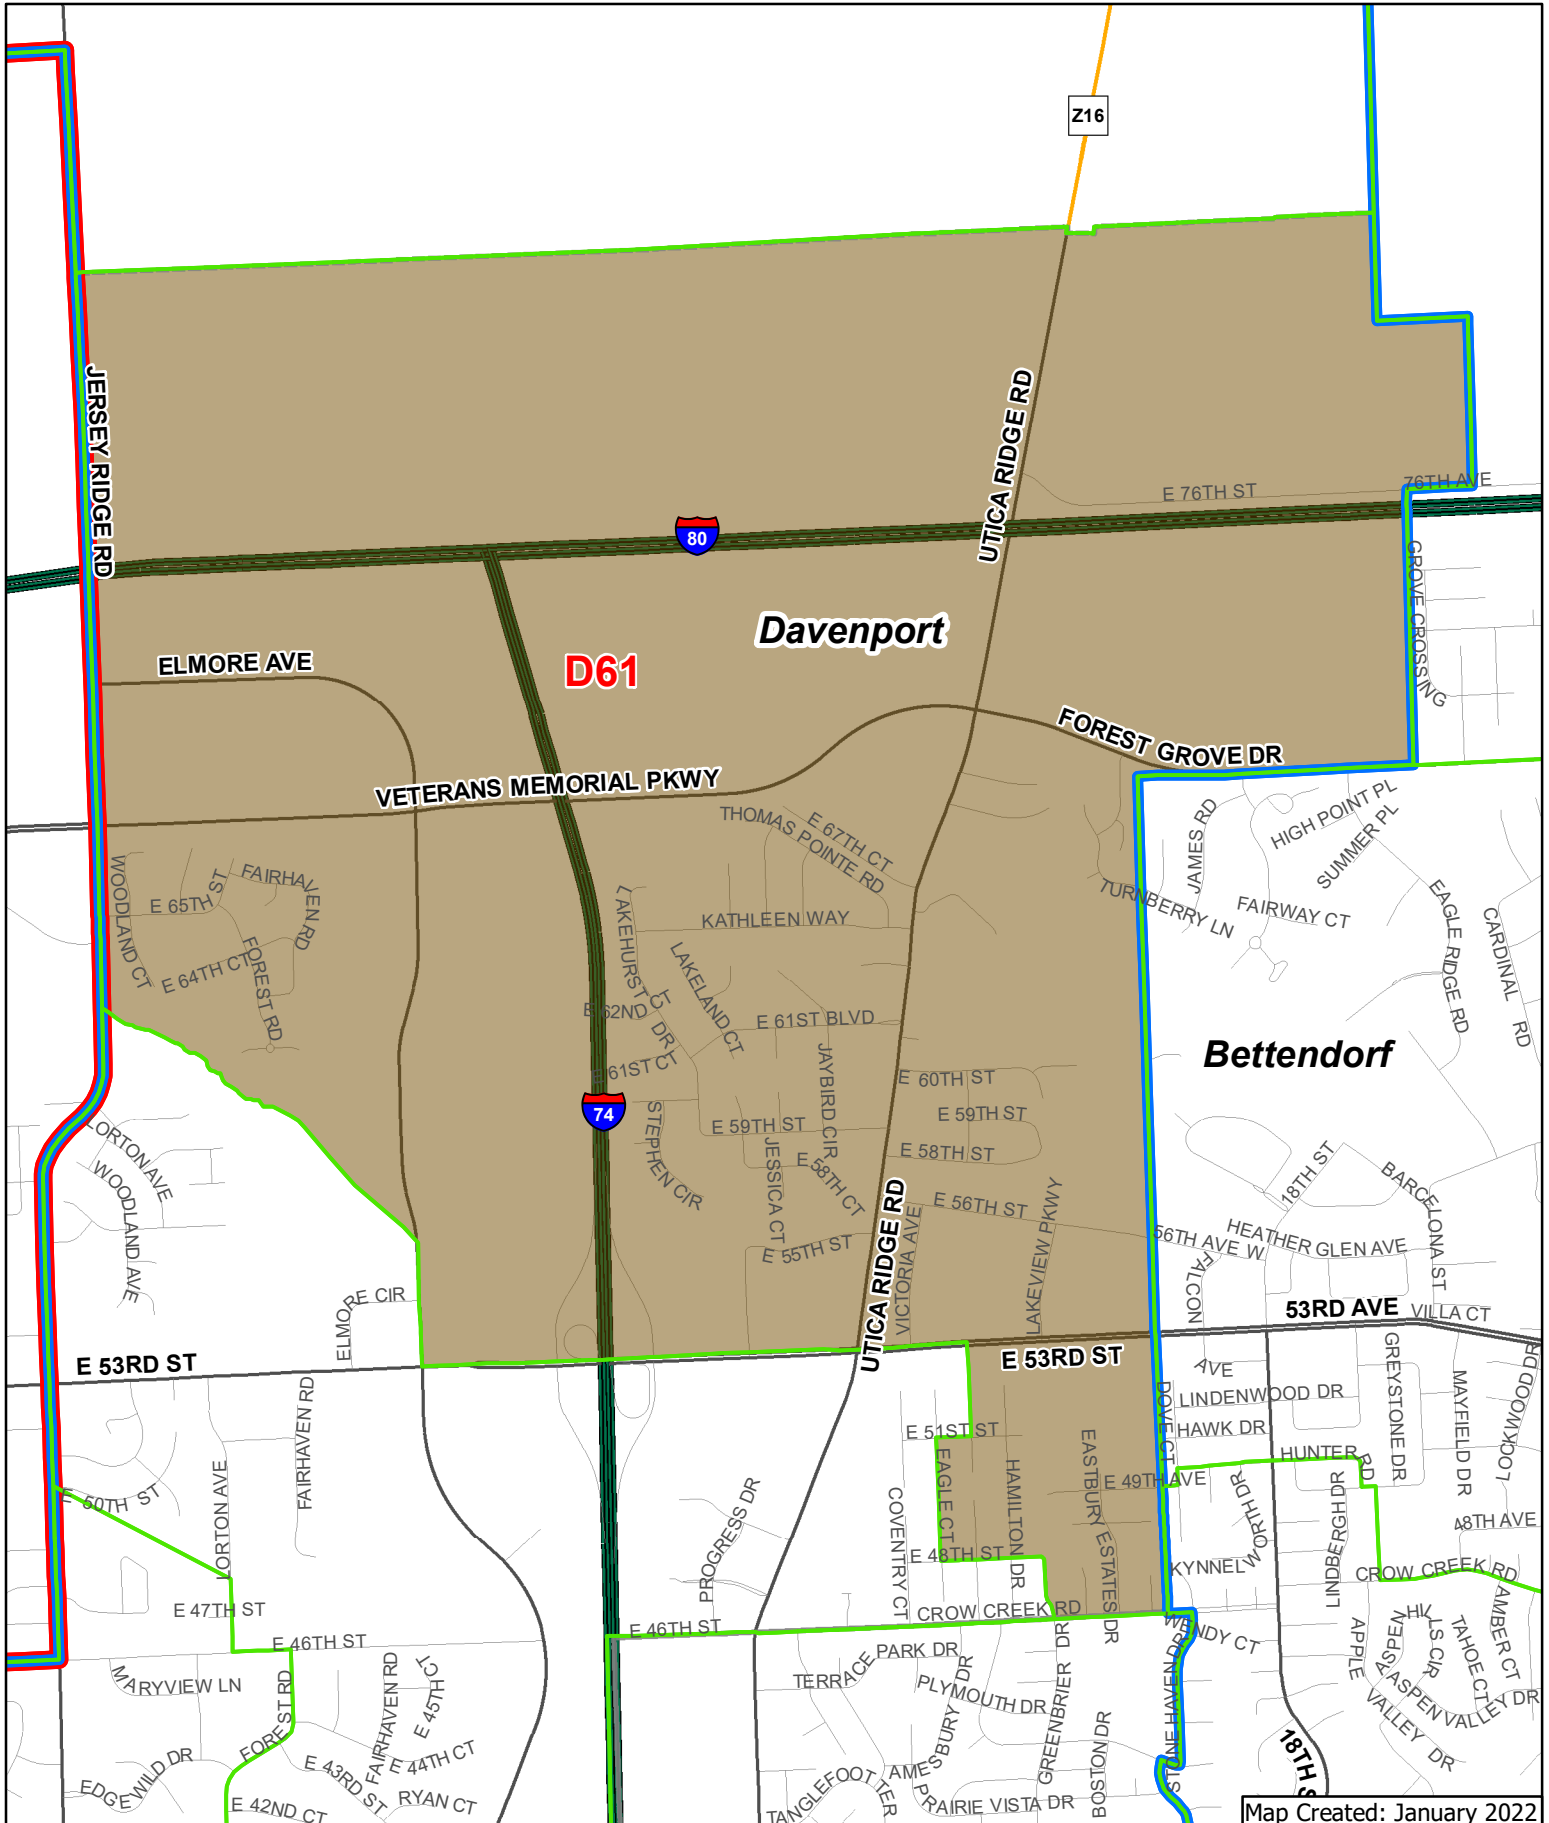 Z16
JERSEY RIDGE RD
UTICA RIDGE RD
E 76TH ST
76TH AVE
80
GROVE CROSSING
Davenport
ELMORE AVE
D61
FOREST GROVE DR
VETERANS MEMORIAL PKWY
THOMAS POINTE RD
E 67TH CT
JAMES RD
HIGH POINT PL
SUMMER PL
WOODLAND CT
E 65TH ST
FAIRHAVEN RD
LAKEHURST CT
KATHLEEN WAY
TURNBERRY LN
FAIRWAY CT
EAGLE RIDGE RD
CARDINAL RD
E 64TH CT
FOREST RD
LAKELAND CT
E 62ND
DR
E 61ST BLVD
E 61ST CT
JAYBIRD CIR
Bettendorf
E 60TH ST
74
STEPHEN CIR
E 59TH ST
E 59TH ST
JESSICA CT
E 58TH CT
E 58TH ST
LORTON AVE
WOODLAND AVE
18TH ST
BARCELONA ST
UTICA RIDGE RD
VICTORIA AVE
E 56TH ST
LAKEVIEW PKWY
56TH AVE W
HEATHER GLEN AVE
E 55TH ST
FALCON
AVE
ELMORE CIR
53RD AVE
VILLA CT
E 53RD ST
E 53RD ST
FAIRHAVEN RD
DOVE CT
LINDENWOOD DR
GREYSTONE DR
MAYFIELD DR
LOCKWOOD DR
E 51ST ST
HAWK DR
HUNTER RD
EAGLE CT
HAMILTON DR
EASTBURY ESTATES DR
E 49TH AVE
WORTH DR
LINDBERGH DR
E 50TH ST
LORTON AVE
PROGRESS DR
COVENTRY CT
48TH AVE
E 48TH ST
KYNNEL
CROW CREEK RD
E 47TH ST
CROW CREEK RD
E 46TH ST
E 46TH ST
WENDY CT
APPLE VALLEY DR
ASPEN HILLS CIR
TAHOE CT
AMBER CT
ASPEN VALLEY DR
MARYVIEW LN
FOREST RD
FAIRHAVEN RD
E 45TH CT
TERRACE
PARK DR
PLYMOUTH DR
AMESBURY DR
GREENBRIER DR
BOSTON DR
STONEHAVEN DR
18TH S
EDGEWILD DR
E 43RD ST
E 44TH CT
RYAN CT
E 42ND CT
TANGLEFOOT TER
PRAIRIE VISTA DR
Map Created: January 2022